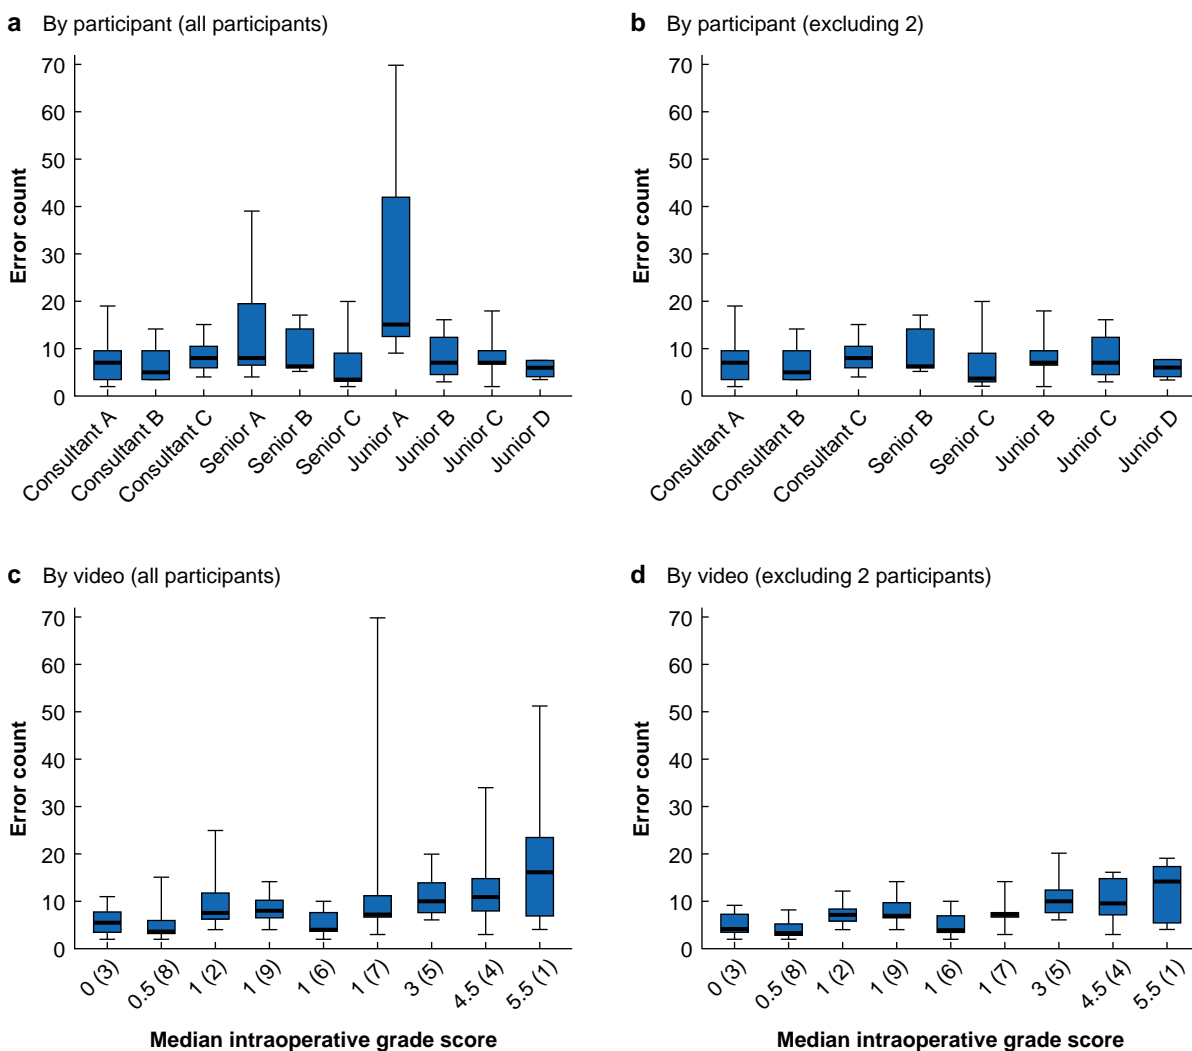 a By participant (all participants)
70
60
50
40
30
20
10
0
Error count
Consultant A
Consultant B
Consultant C
Senior A
Senior B
Senior C
Junior A
Junior B
Junior C
Junior D
b By participant (excluding 2)
70
60
50
40
30
20
10
0
Error count
Consultant A
Consultant B
Consultant C
Senior B
Senior C
Junior B
Junior C
Junior D
c By video (all participants)
70
60
50
40
30
20
10
0
Error count
0 (3)
0.5 (8)
1 (2)
1 (9)
1 (6)
1 (7)
3 (5)
4.5 (4)
5.5 (1)
Median intraoperative grade score
d By video (excluding 2 participants)
70
60
50
40
30
20
10
0
Error count
0 (3)
0.5 (8)
1 (2)
1 (9)
1 (6)
1 (7)
3 (5)
4.5 (4)
5.5 (1)
Median intraoperative grade score